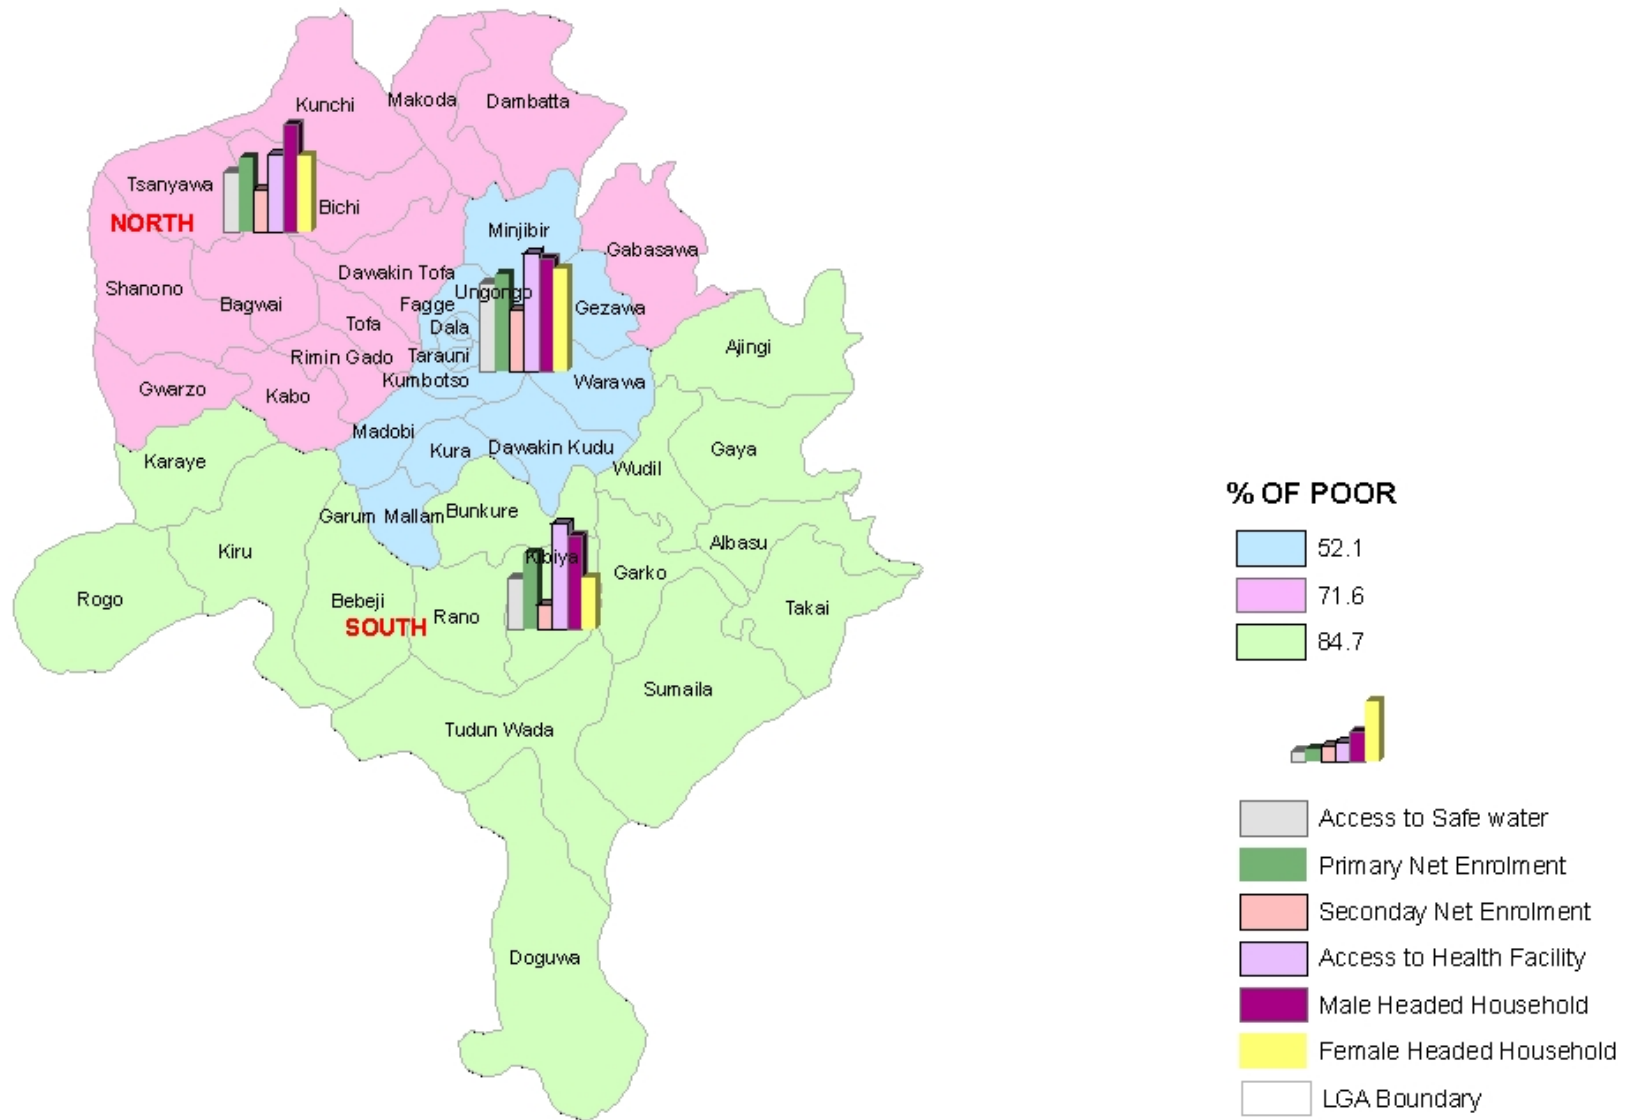 Kunchi
Makoda
Dambatta
Tsanyawa
NORTH
Bichi
Minjibir
Gabasawa
Shanono
Bagwai
Dawakin Tofa
Ungongo
Fagge
Gezawa
Tofa
Dala
Ajingi
Rimin Gado
Tarauni
Kumbotso
Warawa
Gwarzo
Kabo
Madobi
Kura
Dawakin Kudu
Gaya
Karaye
Wudil
Garum Mallam
Bunkure
Albasu
Kiru
Kibiya
Garko
Rogo
Bebeji
Rano
Takai
SOUTH
Sumaila
Tudun Wada
Doguwa
% OF POOR
52.1
71.6
84.7
Access to Safe water
Primary Net Enrolment
Seconday Net Enrolment
Access to Health Facility
Male Headed Household
Female Headed Household
LGA Boundary